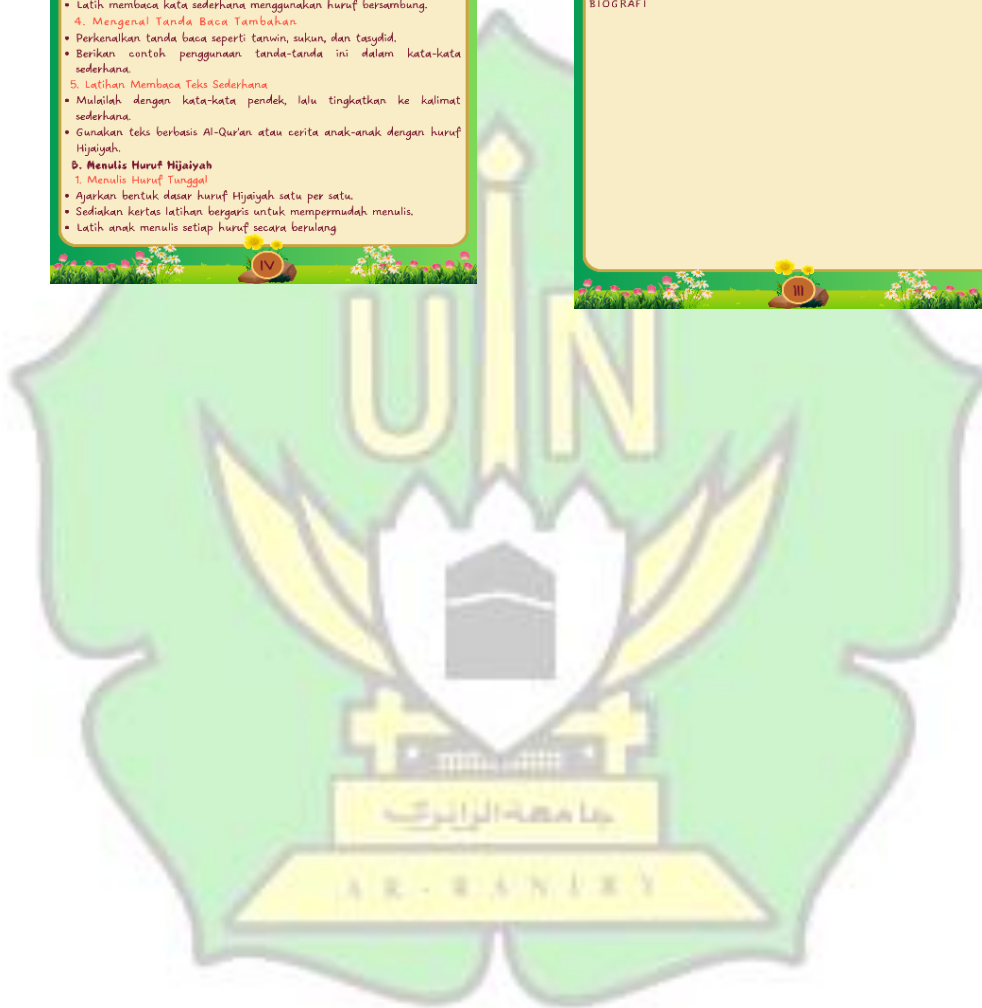 • Latih membaca kata sederhana menggunakan huruf bersambung.
4. Mengenal Tanda Baca Tambahan
• Perkenalkan tanda baca seperti tanwin, sukun, dan tasydid.
• Berikan contoh penggunaan tanda-tanda ini dalam kata-kata
sederhana.
5. Latihan Membaca Teks Sederhana
• Mulailah dengan kata-kata pendek, lalu tingkatkan ke kalimat
sederhana.
• Gunakan teks berbasis Al-Qur'an atau cerita anak-anak dengan huruf
Hijaiyah.
B. Menulis Huruf Hijaiyah
1. Menulis Huruf Tunggal
• Ajarkan bentuk dasar huruf Hijaiyah satu per satu.
• Sediakan kertas latihan bergaris untuk mempermudah menulis.
• Latih anak menulis setiap huruf secara berulang
IV
BIOGRAFI
III
UIN
جامعة الرانيري
AR-RANIRY